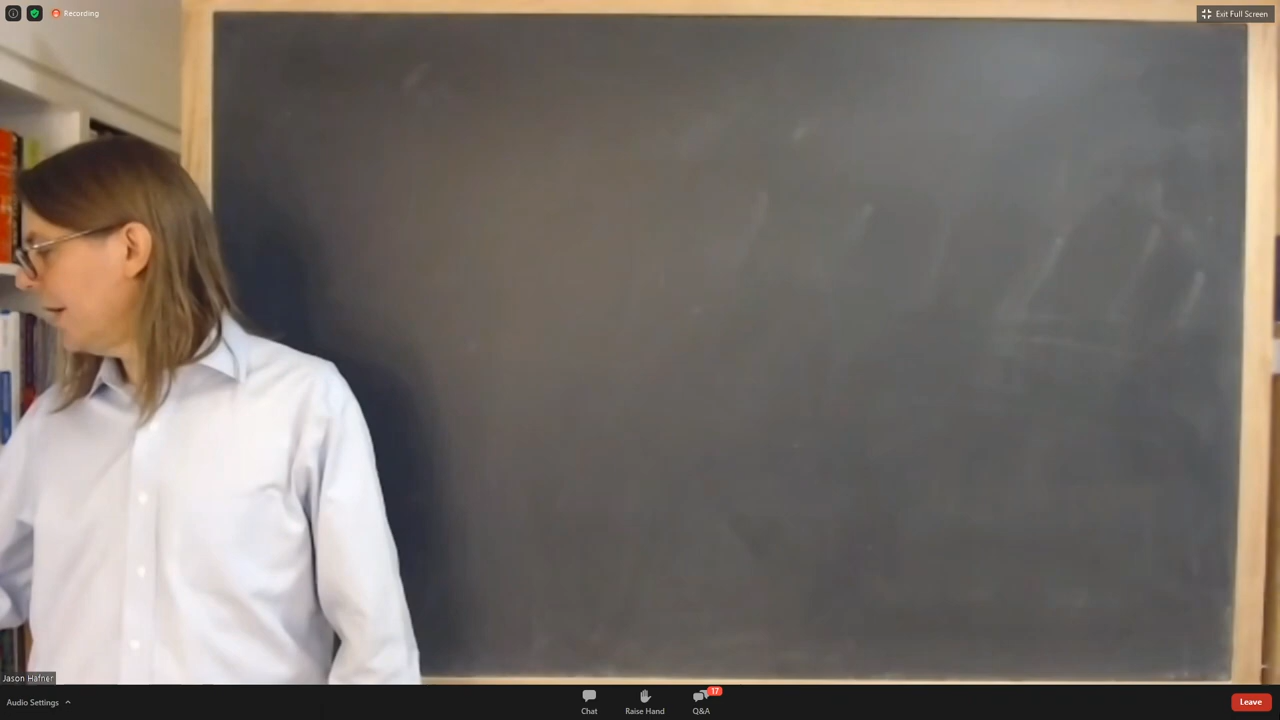 Recording
Exit Full Screen
Jason Hafner
Audio Settings
Chat
Raise Hand
17
Q&A
Leave